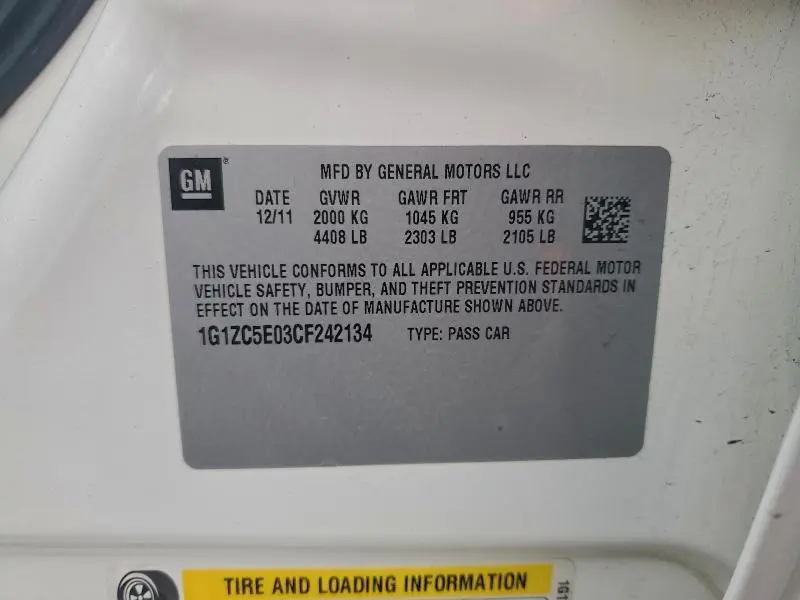 GM®
MFD BY GENERAL MOTORS LLC
DATE GVWR GAWR FRT GAWR RR
12/11 2000 KG 1045 KG 955 KG
4408 LB 2303 LB 2105 LB
THIS VEHICLE CONFORMS TO ALL APPLICABLE U.S. FEDERAL MOTOR
VEHICLE SAFETY, BUMPER, AND THEFT PREVENTION STANDARDS IN
EFFECT ON THE DATE OF MANUFACTURE SHOWN ABOVE.
1G1ZC5E03CF242134 TYPE: PASS CAR
TIRE AND LOADING INFORMATION
1G1